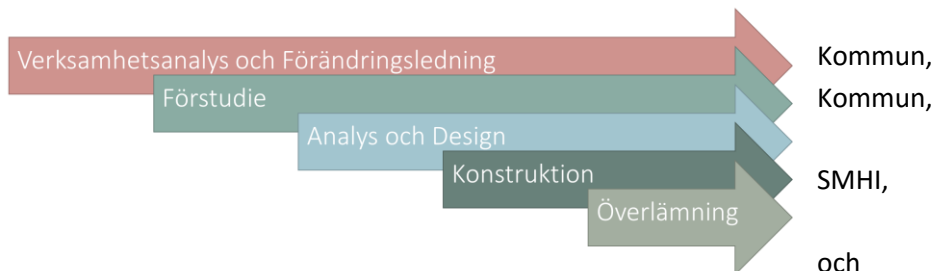 Verksamhetsanalys och Förändringsledning
Kommun,
Förstudie
Kommun,
Analys och Design
Konstruktion
SMHI,
Överlämning
och